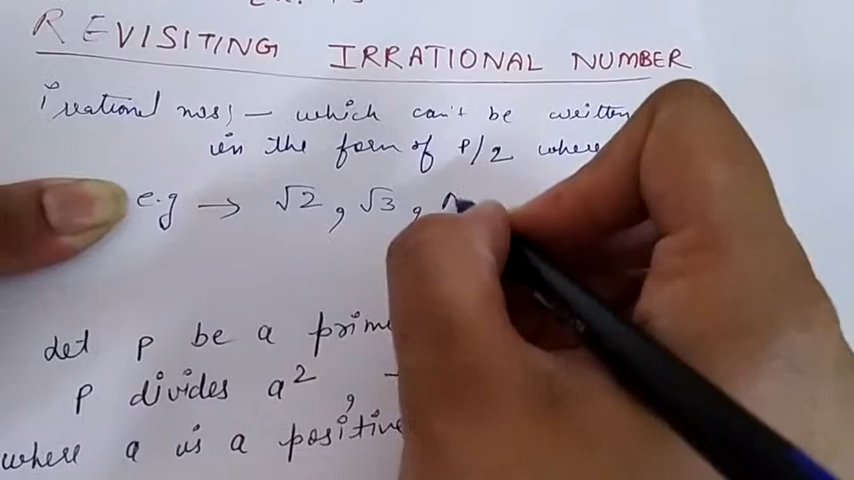 REVISITING IRRATIONAL NUMBER
irrational nos; — which can't be written
in the form of P/2 where
e.g → √2, √3,
Let p be a prime
p divides a²,
where a is a positive